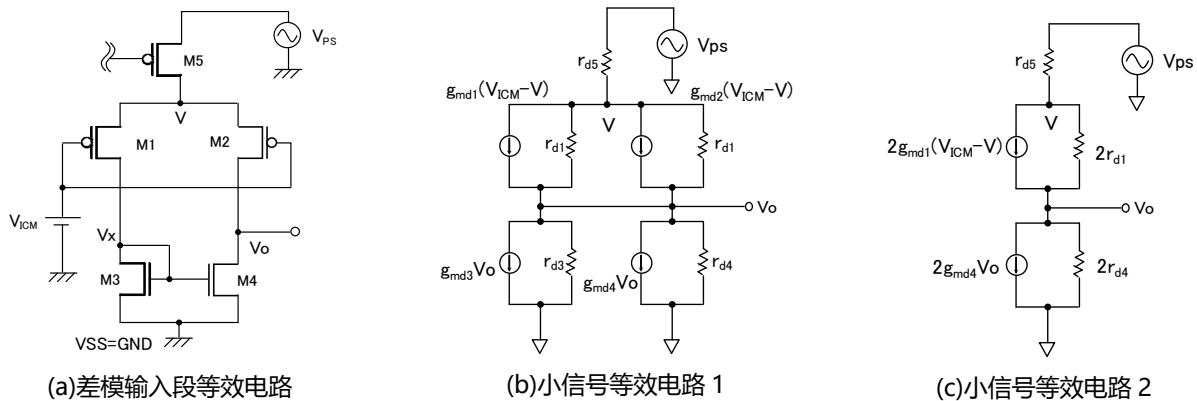 M5
V_PS
V
M1
M2
V_ICM
Vx
Vo
M3
M4
VSS=GND
(a)差模输入段等效电路
r_d5
Vps
g_md1(V_ICM−V)
g_md2(V_ICM−V)
V
r_d1
r_d1
Vo
g_md3Vo
r_d3
g_md4Vo
r_d4
(b)小信号等效电路 1
r_d5
Vps
V
2g_md1(V_ICM−V)
2r_d1
Vo
2g_md4Vo
2r_d4
(c)小信号等效电路 2